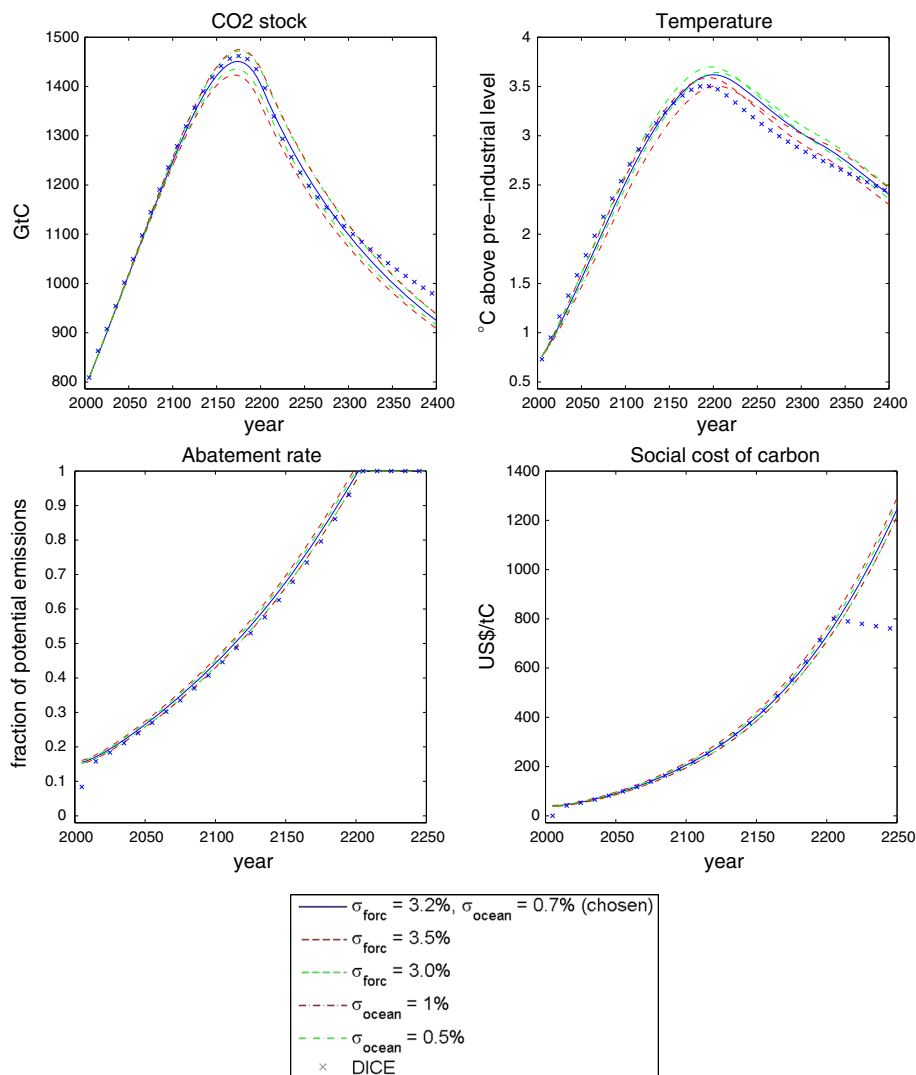 CO2 stock
1500
1400
1300
1200
1100
1000
900
800
GtC
2000 2050 2100 2150 2200 2250 2300 2350 2400
year
Temperature
4
3.5
3
2.5
2
1.5
1
0.5
°C above pre−industrial level
2000 2050 2100 2150 2200 2250 2300 2350 2400
year
Abatement rate
1
0.9
0.8
0.7
0.6
0.5
0.4
0.3
0.2
0.1
0
fraction of potential emissions
2000 2050 2100 2150 2200 2250
year
Social cost of carbon
1400
1200
1000
800
600
400
200
0
US$/tC
2000 2050 2100 2150 2200 2250
year
σforc = 3.2%, σocean = 0.7% (chosen)
σforc = 3.5%
σforc = 3.0%
σocean = 1%
σocean = 0.5%
DICE